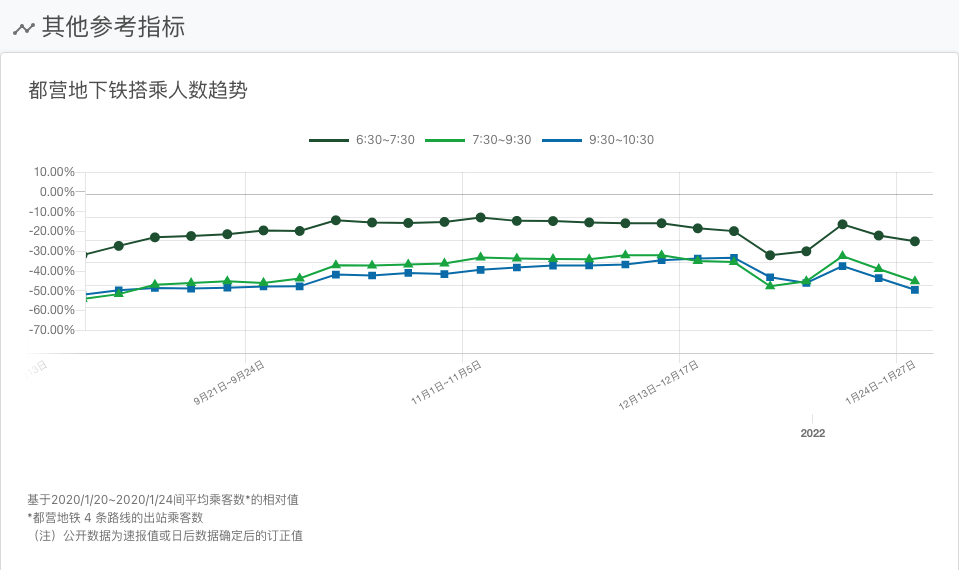 其他参考指标
都营地下铁搭乘人数趋势
6:30~7:30 7:30~9:30 9:30~10:30
10.00%
0.00%
-10.00%
-20.00%
-30.00%
-40.00%
-50.00%
-60.00%
-70.00%
9月21日~9月24日 11月1日~11月5日 12月13日~12月17日 1月24日~1月27日
2022
基于2020/1/20~2020/1/24间平均乘客数*的相对值
*都营地铁 4 条路线的出站乘客数
（注）公开数据为速报值或日后数据确定后的订正值